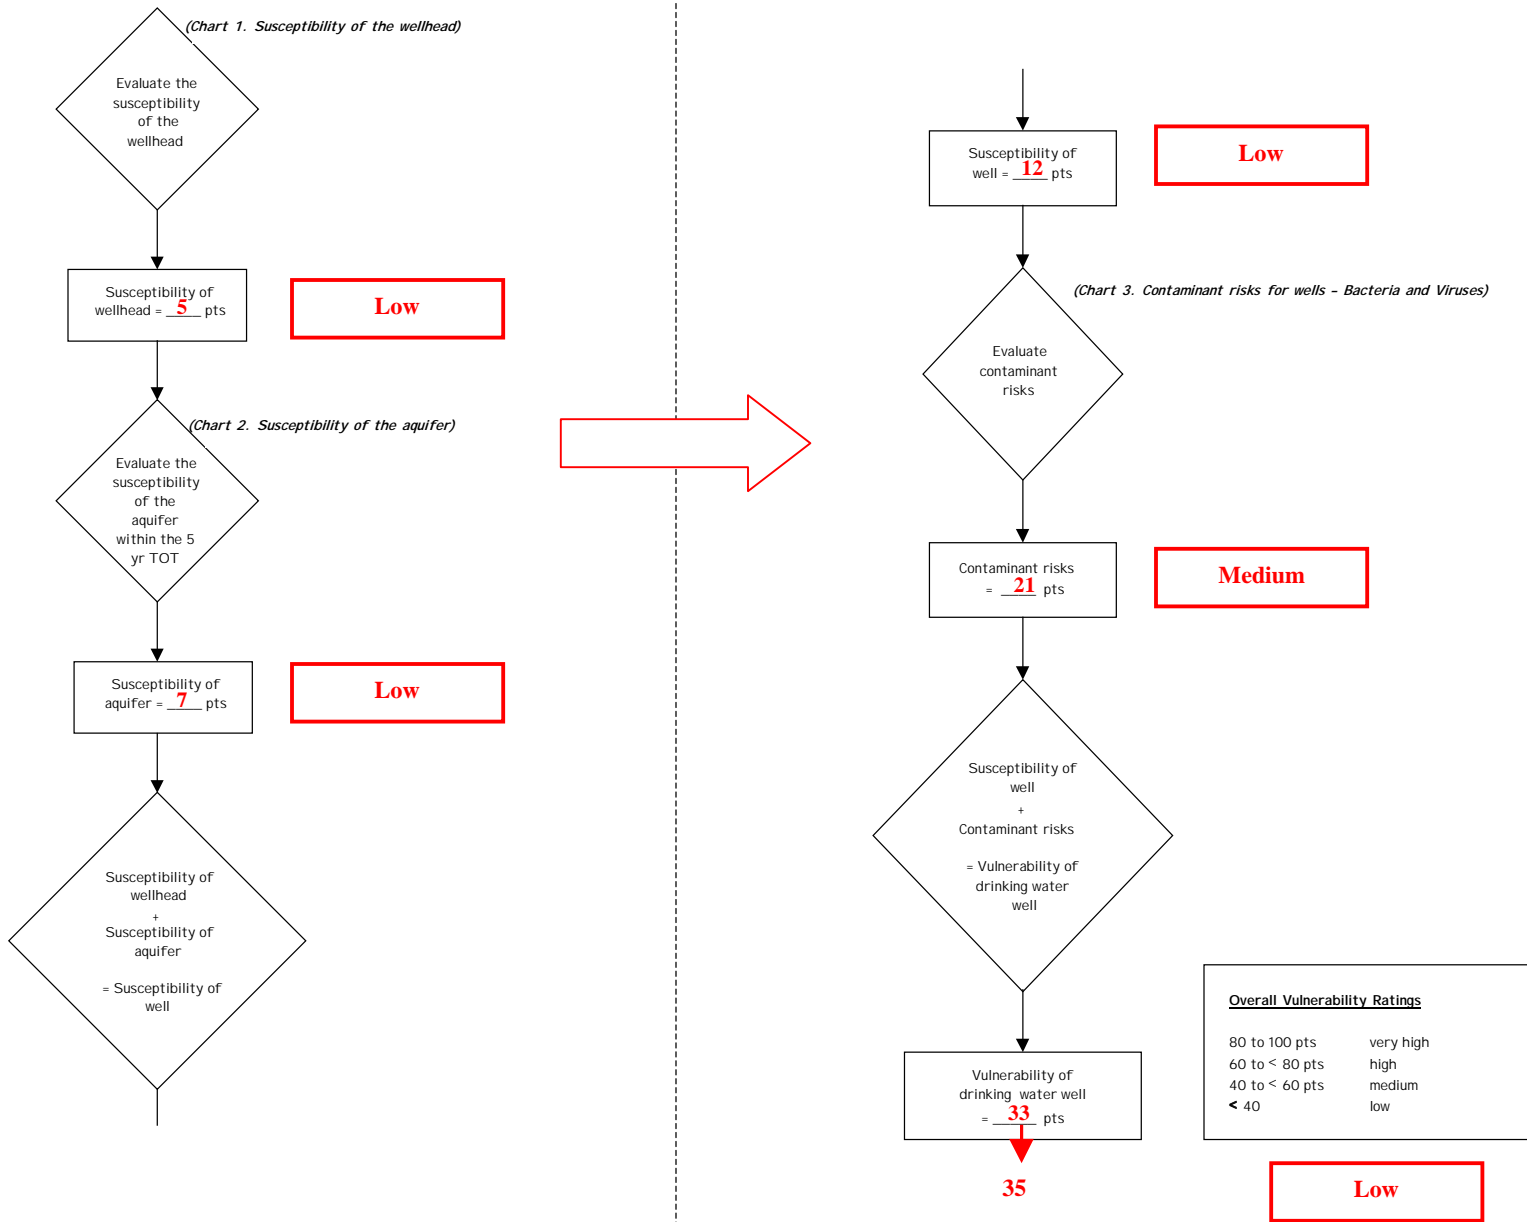 (Chart 1. Susceptibility of the wellhead)
Evaluate the
susceptibility
of the
wellhead
Susceptibility of
wellhead = 5 pts
Low
(Chart 2. Susceptibility of the aquifer)
Evaluate the
susceptibility
of the
aquifer
within the 5
yr TOT
Susceptibility of
aquifer = 7 pts
Low
Susceptibility of
wellhead
+
Susceptibility of
aquifer
= Susceptibility of
well
Susceptibility of
well = 12 pts
Low
(Chart 3. Contaminant risks for wells – Bacteria and Viruses)
Evaluate
contaminant
risks
Contaminant risks
= 21 pts
Medium
Susceptibility of
well
+
Contaminant risks
= Vulnerability of
drinking water
well
Vulnerability of
drinking water well
= 33 pts
35
Overall Vulnerability Ratings
80 to 100 pts very high
60 to < 80 pts high
40 to < 60 pts medium
< 40 low
Low